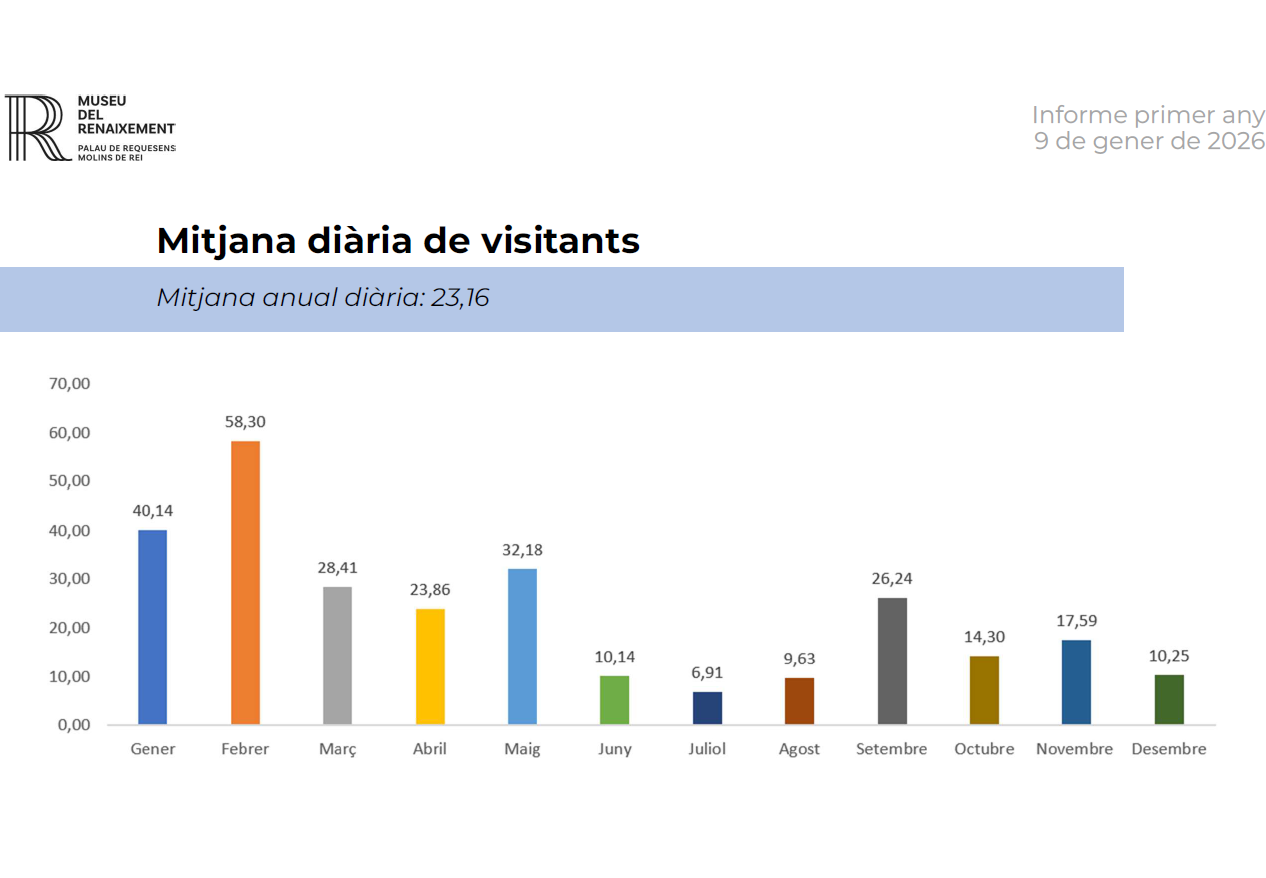 MUSEU
DEL
RENAIXEMENT
PALAU DE REQUESENS
MOLINS DE REI
Informe primer any
9 de gener de 2026
Mitjana diària de visitants
Mitjana anual diària: 23,16
70,00
60,00
50,00
40,00
30,00
20,00
10,00
0,00
40,14
58,30
28,41
23,86
32,18
10,14
6,91
9,63
26,24
14,30
17,59
10,25
Gener Febrer Març Abril Maig Juny Juliol Agost Setembre Octubre Novembre Desembre